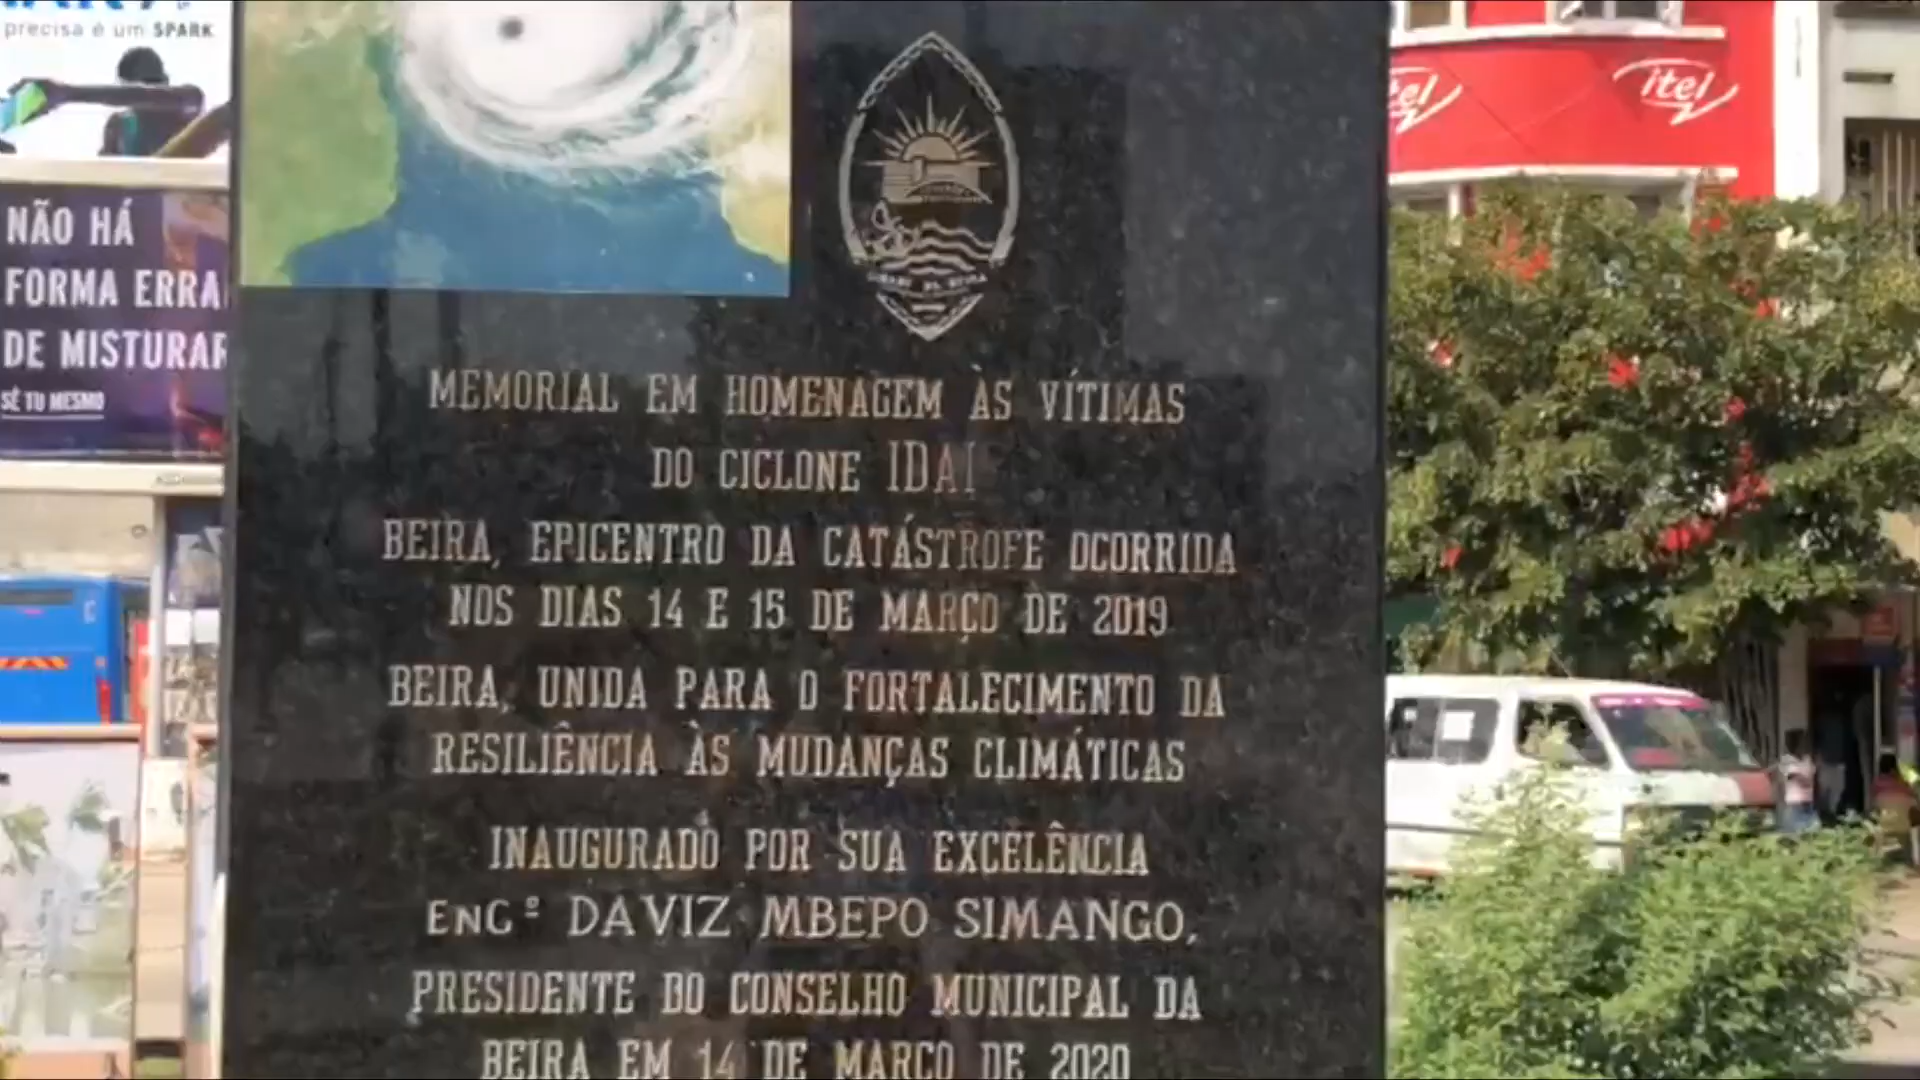 precisa é um SPARK
NÃO HÁ
FORMA ERRA
DE MISTURAR
SÊ TU MESMO
itel
itel
MEMORIAL EM HOMENAGEM ÀS VÍTIMAS
DO CICLONE IDAI
BEIRA, EPICENTRO DA CATÁSTROFE OCORRIDA
NOS DIAS 14 E 15 DE MARÇO DE 2019
BEIRA, UNIDA PARA O FORTALECIMENTO DA
RESILIÊNCIA ÀS MUDANÇAS CLIMÁTICAS
INAUGURADO POR SUA EXCELÊNCIA
ENGº DAVIZ MBEPO SIMANGO,
PRESIDENTE DO CONSELHO MUNICIPAL DA
BEIRA EM 14 DE MARÇO DE 2020